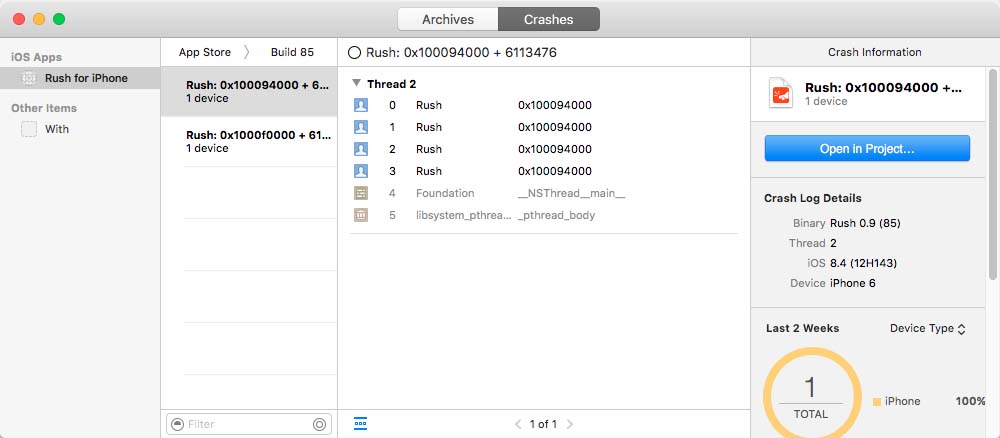 Archives Crashes
iOS Apps
Rush for iPhone
Other Items
With
App Store Build 85
Rush: 0x100094000 + 6...
1 device
Rush: 0x1000f0000 + 61...
1 device
Filter
Rush: 0x100094000 + 6113476
Thread 2
0 Rush 0x100094000
1 Rush 0x100094000
2 Rush 0x100094000
3 Rush 0x100094000
4 Foundation __NSThread__main__
5 libsystem_pthrea... _pthread_body
1 of 1
Crash Information
Rush: 0x100094000 +...
1 device
Open in Project...
Crash Log Details
Binary Rush 0.9 (85)
Thread 2
iOS 8.4 (12H143)
Device iPhone 6
Last 2 Weeks Device Type
1
TOTAL
iPhone 100%